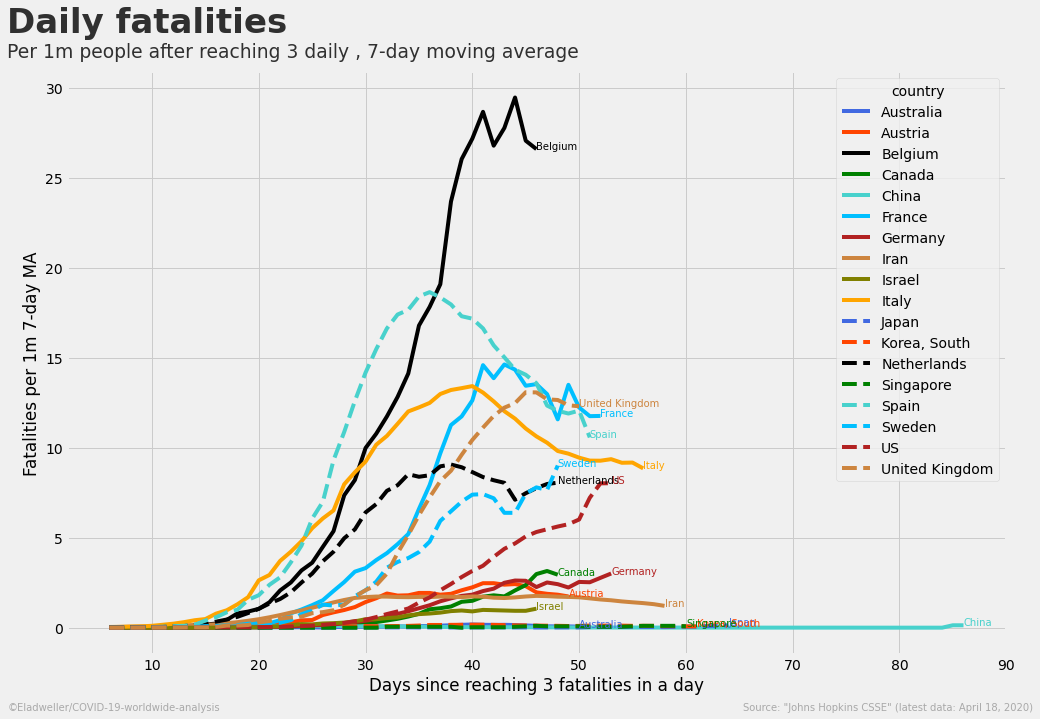 Daily fatalities
Per 1m people after reaching 3 daily , 7-day moving average
Fatalities per 1m 7-day MA
30
25
20
15
10
5
0
country
Australia
Austria
Belgium
Canada
China
France
Germany
Iran
Israel
Italy
Japan
Korea, South
Netherlands
Singapore
Spain
Sweden
US
United Kingdom
Belgium
United Kingdom
France
Spain
Sweden
Italy
Netherlands
US
Canada
Germany
Austria
Iran
Israel
Australia
Singapore
Korea, South
Japan
China
10 20 30 40 50 60 70 80 90
Days since reaching 3 fatalities in a day
©Eladweller/COVID-19-worldwide-analysis
Source: "Johns Hopkins CSSE" (latest data: April 18, 2020)